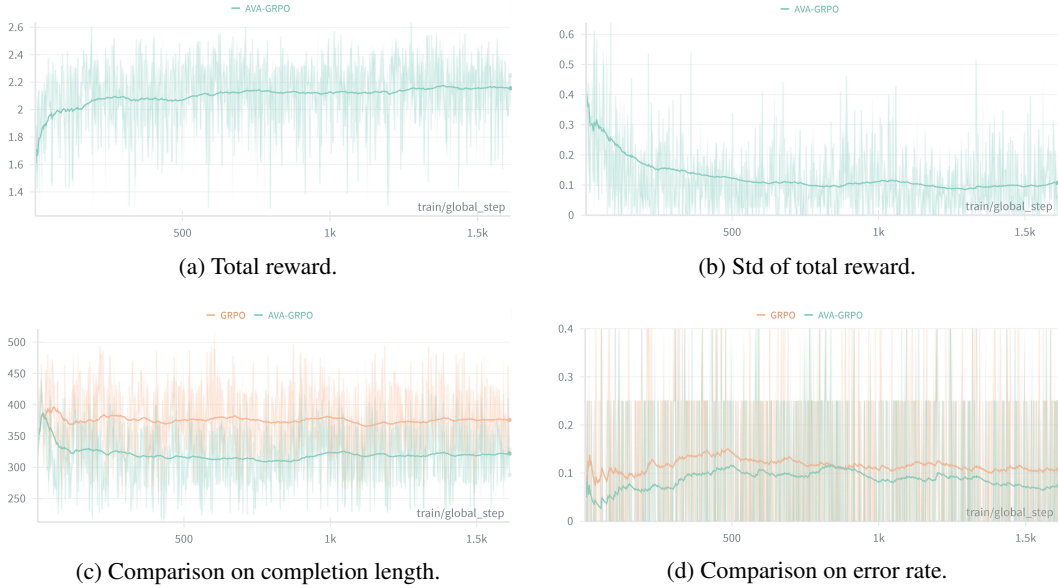 AVA-GRPO
2.6
2.4
2.2
2
1.8
1.6
1.4
train/global_step
500
1k
1.5k
(a) Total reward.
AVA-GRPO
0.6
0.5
0.4
0.3
0.2
0.1
0
train/global_step
500
1k
1.5k
(b) Std of total reward.
GRPO AVA-GRPO
500
450
400
350
300
250
train/global_step
500
1k
1.5k
(c) Comparison on completion length.
GRPO AVA-GRPO
0.4
0.3
0.2
0.1
0
train/global_step
500
1k
1.5k
(d) Comparison on error rate.